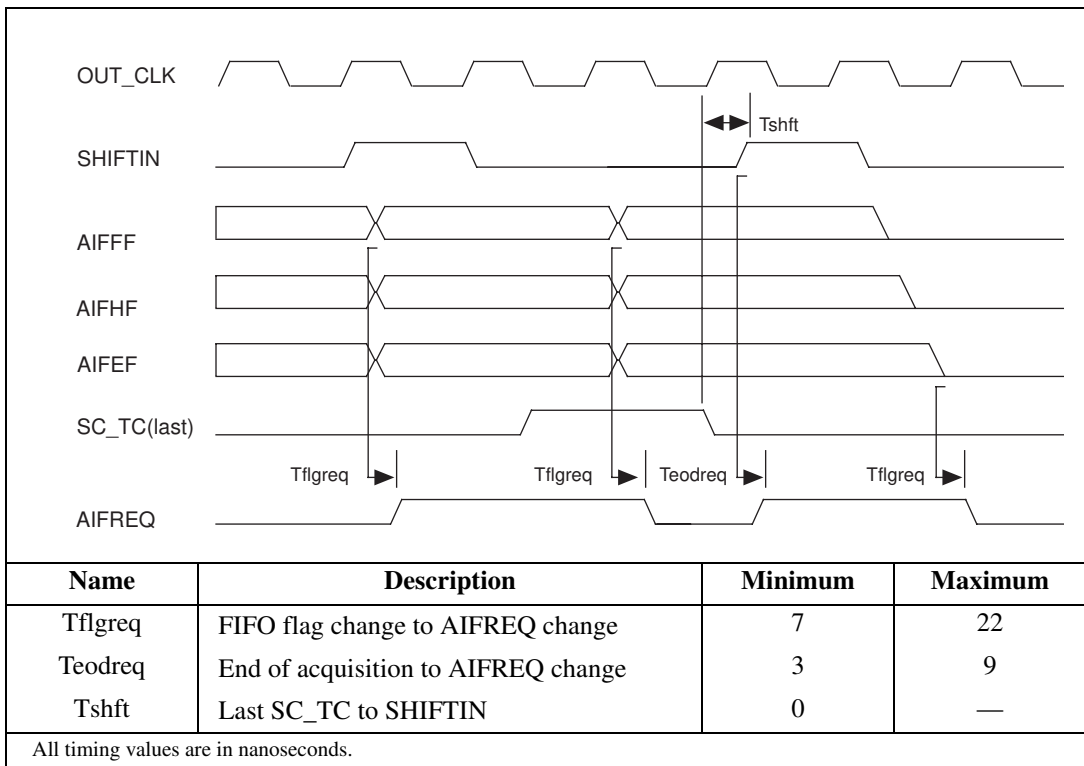 OUT_CLK
Tshft
SHIFTIN
AIFFF
AIFHF
AIFEF
SC_TC(last)
Tflgreq Tflgreq Teodreq Tflgreq
AIFREQ
Name Description Minimum Maximum
Tflgreq FIFO flag change to AIFREQ change 7 22
Teodreq End of acquisition to AIFREQ change 3 9
Tshft Last SC_TC to SHIFTIN 0 —
All timing values are in nanoseconds.